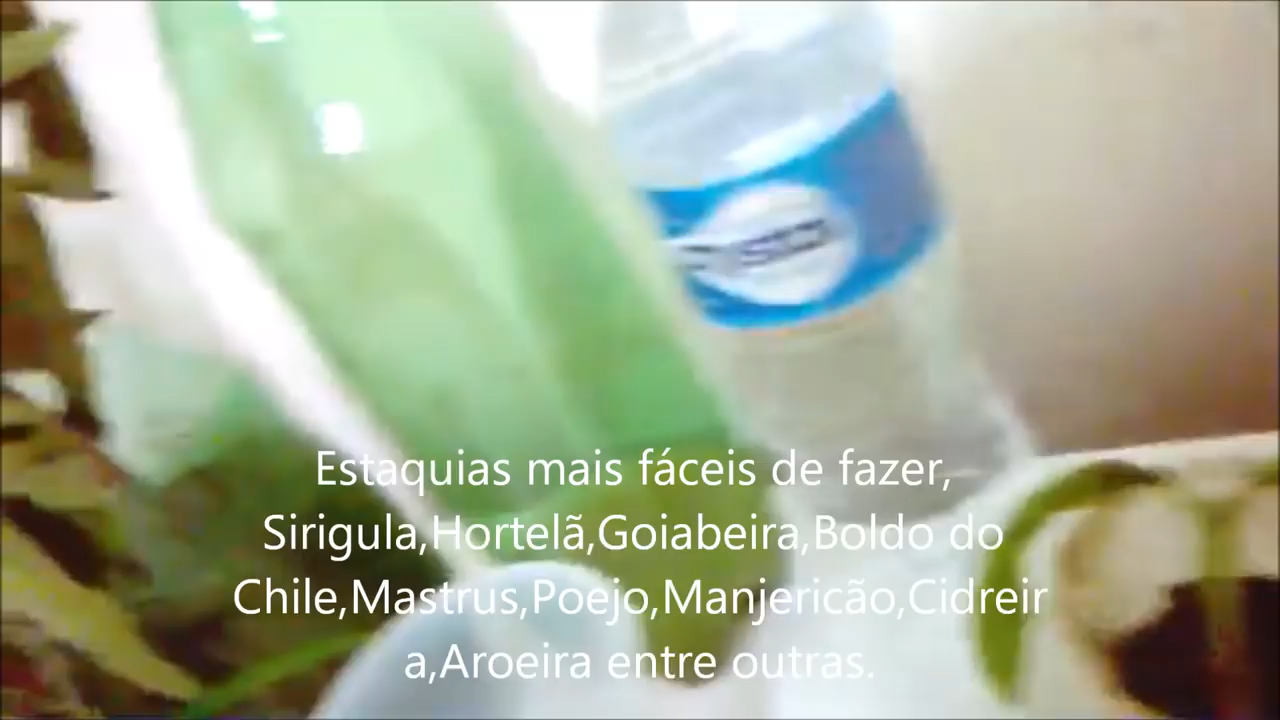 Estaquias mais fáceis de fazer,
Sirigula,Hortelã,Goiabeira,Boldo do
Chile,Mastrus,Poejo,Manjericão,Cidreir
a,Aroeira entre outras.